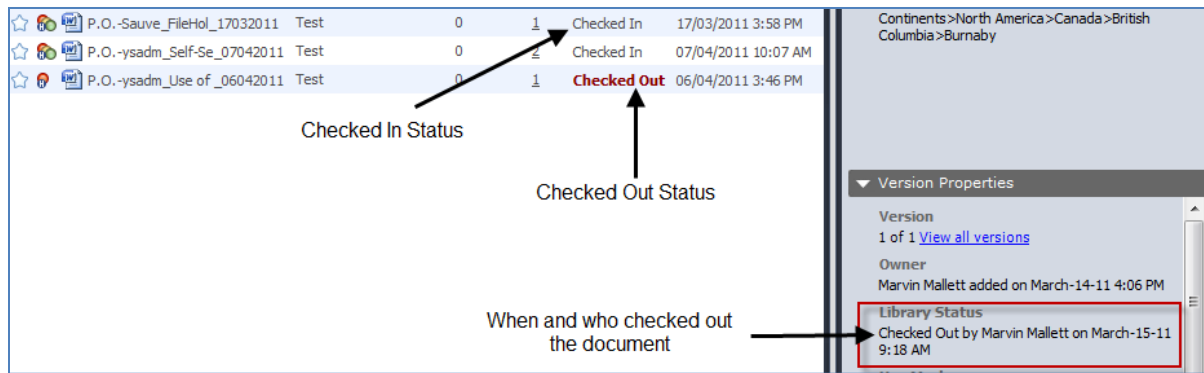 P.O.-Sauve_FileHol_17032011 Test 0 1 Checked In 17/03/2011 3:58 PM
P.O.-ysadm_Self-Se_07042011 Test 0 2 Checked In 07/04/2011 10:07 AM
P.O.-ysadm_Use of _06042011 Test 0 1 Checked Out 06/04/2011 3:46 PM
Checked In Status
Checked Out Status
When and who checked out
the document
Continents>North America>Canada>British
Columbia>Burnaby
Version Properties
Version
1 of 1 View all versions
Owner
Marvin Mallett added on March-14-11 4:06 PM
Library Status
Checked Out by Marvin Mallett on March-15-11
9:18 AM